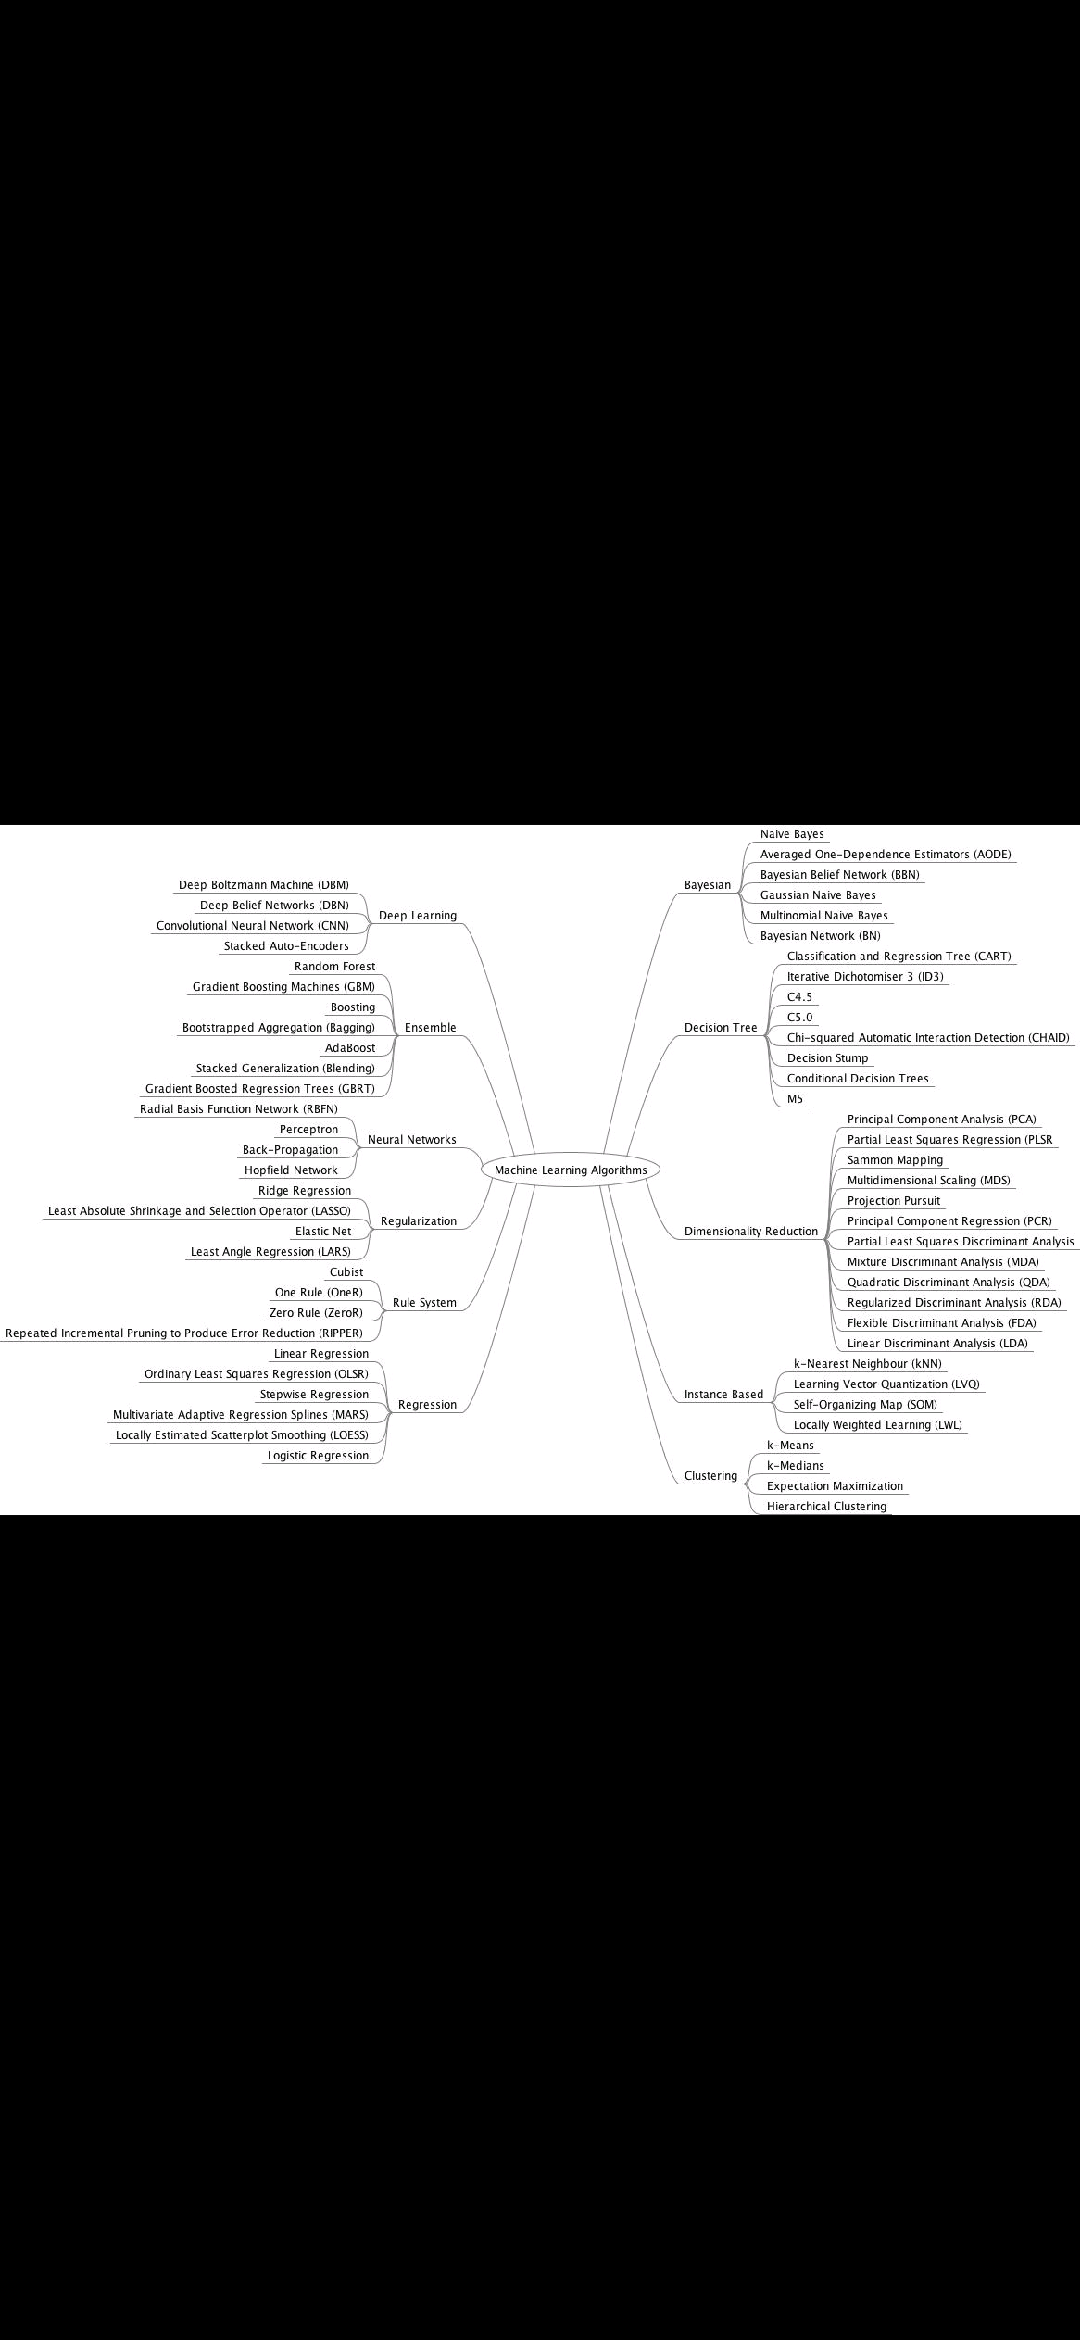 Deep Boltzmann Machine (DBM)
Deep Belief Networks (DBN)
Convolutional Neural Network (CNN)
Stacked Auto-Encoders
Deep Learning
Random Forest
Gradient Boosting Machines (GBM)
Boosting
Bootstrapped Aggregation (Bagging)
AdaBoost
Stacked Generalization (Blending)
Gradient Boosted Regression Trees (GBRT)
Ensemble
Radial Basis Function Network (RBFN)
Perceptron
Back-Propagation
Hopfield Network
Neural Networks
Ridge Regression
Least Absolute Shrinkage and Selection Operator (LASSO)
Elastic Net
Least Angle Regression (LARS)
Regularization
Cubist
One Rule (OneR)
Zero Rule (ZeroR)
Repeated Incremental Pruning to Produce Error Reduction (RIPPER)
Rule System
Linear Regression
Ordinary Least Squares Regression (OLSR)
Stepwise Regression
Multivariate Adaptive Regression Splines (MARS)
Locally Estimated Scatterplot Smoothing (LOESS)
Logistic Regression
Regression
Machine Learning Algorithms
Bayesian
Naive Bayes
Averaged One-Dependence Estimators (AODE)
Bayesian Belief Network (BBN)
Gaussian Naive Bayes
Multinomial Naive Bayes
Bayesian Network (BN)
Decision Tree
Classification and Regression Tree (CART)
Iterative Dichotomiser 3 (ID3)
C4.5
C5.0
Chi-squared Automatic Interaction Detection (CHAID)
Decision Stump
Conditional Decision Trees
M5
Dimensionality Reduction
Principal Component Analysis (PCA)
Partial Least Squares Regression (PLSR
Sammon Mapping
Multidimensional Scaling (MDS)
Projection Pursuit
Principal Component Regression (PCR)
Partial Least Squares Discriminant Analysis
Mixture Discriminant Analysis (MDA)
Quadratic Discriminant Analysis (QDA)
Regularized Discriminant Analysis (RDA)
Flexible Discriminant Analysis (FDA)
Linear Discriminant Analysis (LDA)
Instance Based
k-Nearest Neighbour (kNN)
Learning Vector Quantization (LVQ)
Self-Organizing Map (SOM)
Locally Weighted Learning (LWL)
Clustering
k-Means
k-Medians
Expectation Maximization
Hierarchical Clustering